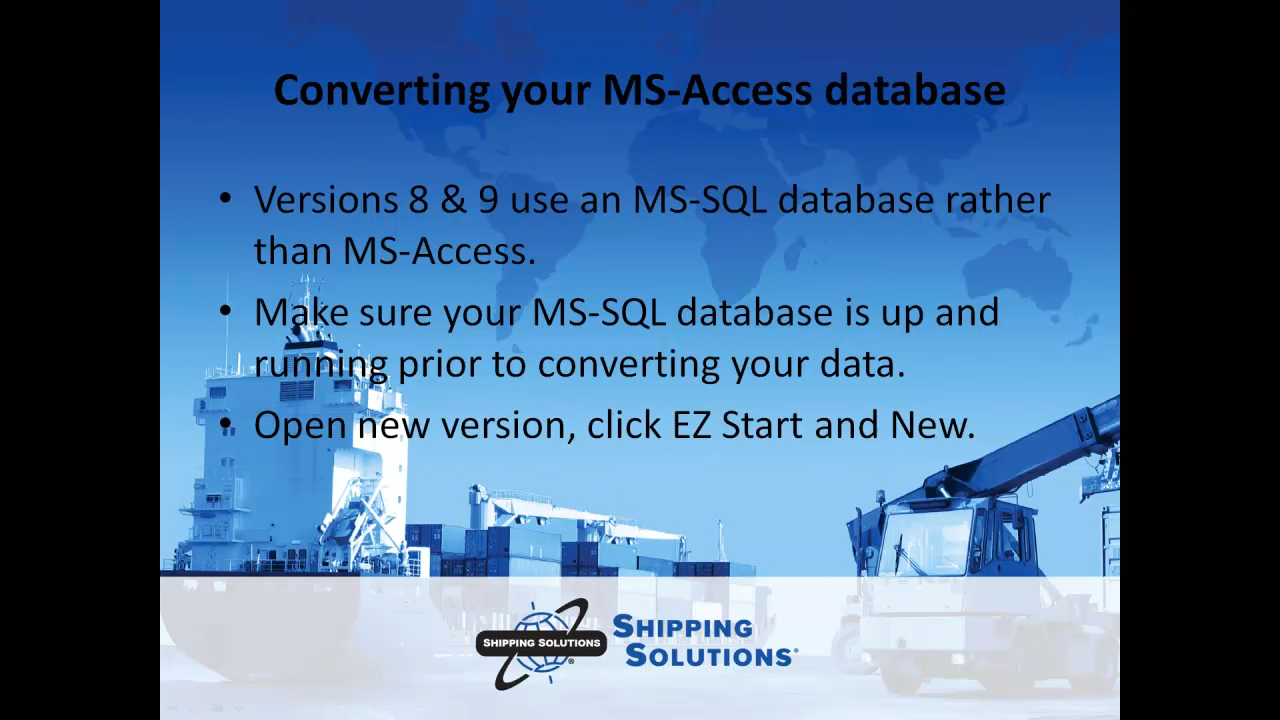 Converting your MS-Access database
• Versions 8 & 9 use an MS-SQL database rather
than MS-Access.
• Make sure your MS-SQL database is up and
running prior to converting your data.
• Open new version, click EZ Start and New.
SHIPPING SOLUTIONS
®
SHIPPING
SOLUTIONS®